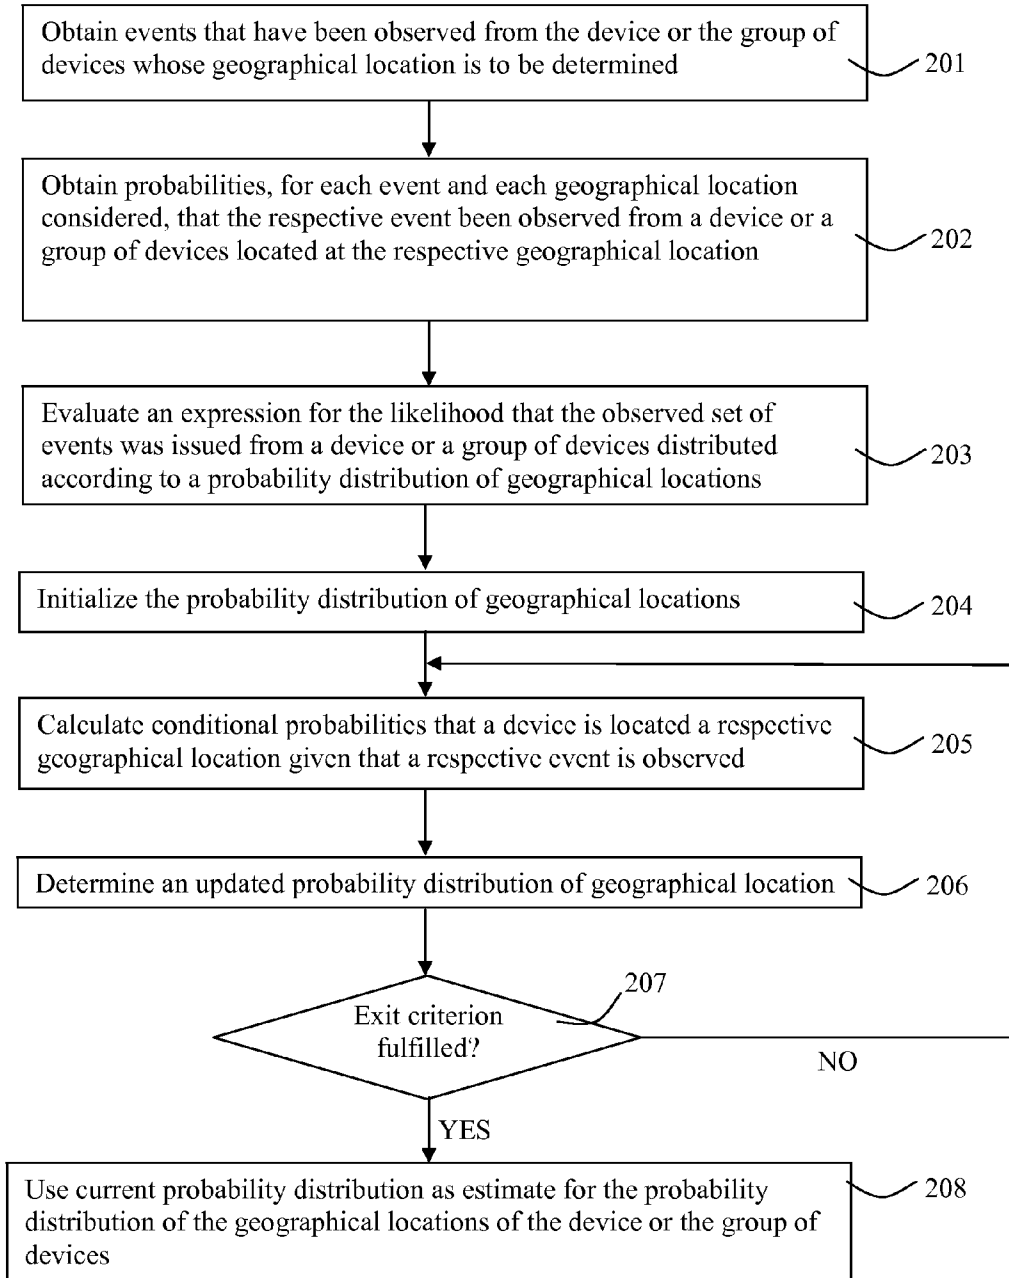 Obtain events that have been observed from the device or the group of
devices whose geographical location is to be determined
201
Obtain probabilities, for each event and each geographical location
considered, that the respective event been observed from a device or a
group of devices located at the respective geographical location
202
Evaluate an expression for the likelihood that the observed set of
events was issued from a device or a group of devices distributed
according to a probability distribution of geographical locations
203
Initialize the probability distribution of geographical locations
204
Calculate conditional probabilities that a device is located a respective
geographical location given that a respective event is observed
205
Determine an updated probability distribution of geographical location
206
207
Exit criterion
fulfilled?
NO
YES
Use current probability distribution as estimate for the probability
distribution of the geographical locations of the device or the group of
devices
208